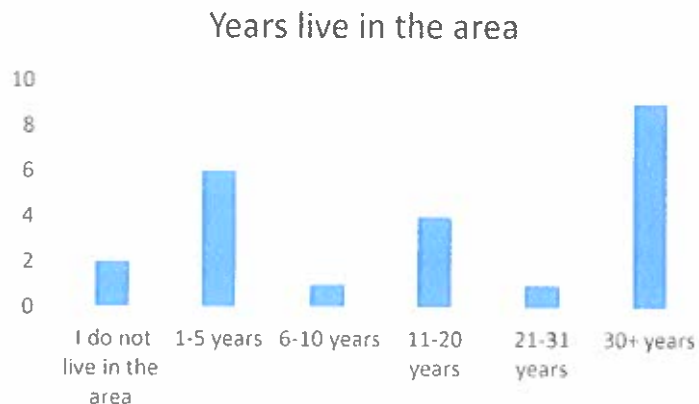 Years live in the area
10
8
6
4
2
0
I do not
live in the
area
1-5 years
6-10 years
11-20
years
21-31
years
30+ years